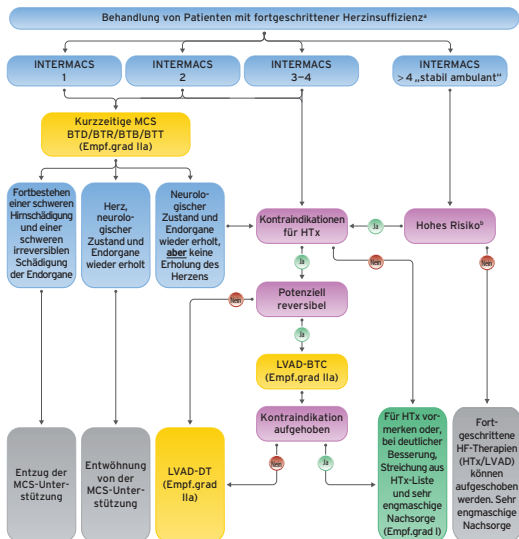 Behandlung von Patienten mit fortgeschrittener Herzinsuffizienzᵃ
INTERMACS
1
INTERMACS
2
INTERMACS
3–4
INTERMACS
> 4 „stabil ambulant“
Kurzzeitige MCS
BTD/BTR/BTB/BTT
(Empf.grad IIa)
Fortbestehen
einer schweren
Hirnschädigung
und einer
schweren
irreversiblen
Schädigung
der Endorgane
Herz,
neurolo-
gischer
Zustand und
Endorgane
wieder erholt
Neurolo-
gischer
Zustand und
Endorgane
wieder erholt,
aber keine
Erholung des
Herzens
Kontraindikationen
für HTx
Ja
Hohes Risikoᵇ
Ja
Nein
Nein
Nein
Potenziell
reversibel
Ja
LVAD-BTC
(Empf.grad IIa)
Kontraindikation
aufgehoben
Nein
Ja
Entzug der
MCS-Unter-
stützung
Entwöhnung
von der
MCS-Unter-
stützung
LVAD-DT
(Empf.grad
IIa)
Für HTx vor-
merken oder,
bei deutlicher
Besserung,
Streichung aus
HTx-Liste
und sehr
engmaschige
Nachsorge
(Empf.grad I)
Fort-
geschrittene
HF-Therapien
(HTx/LVAD)
können
aufgeschoben
werden. Sehr
engmaschige
Nachsorge